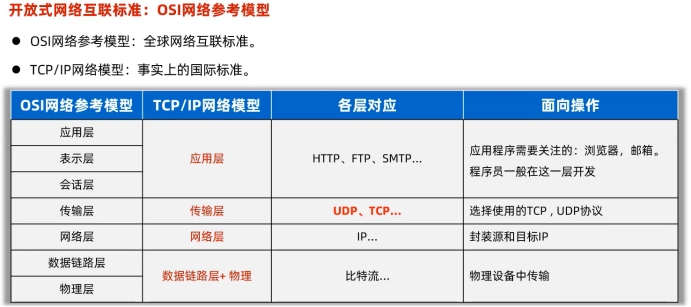 开放式网络互联标准：OSI网络参考模型
● OSI网络参考模型：全球网络互联标准。
● TCP/IP网络模型：事实上的国际标准。
OSI网络参考模型 TCP/IP网络模型 各层对应 面向操作
应用层
表示层
会话层
应用层
HTTP、FTP、SMTP...
应用程序需要关注的：浏览器，邮箱。
程序员一般在这一层开发
传输层 传输层 UDP、TCP... 选择使用的TCP , UDP协议
网络层 网络层 IP... 封装源和目标IP
数据链路层
物理层
数据链路层+ 物理
比特流...
物理设备中传输